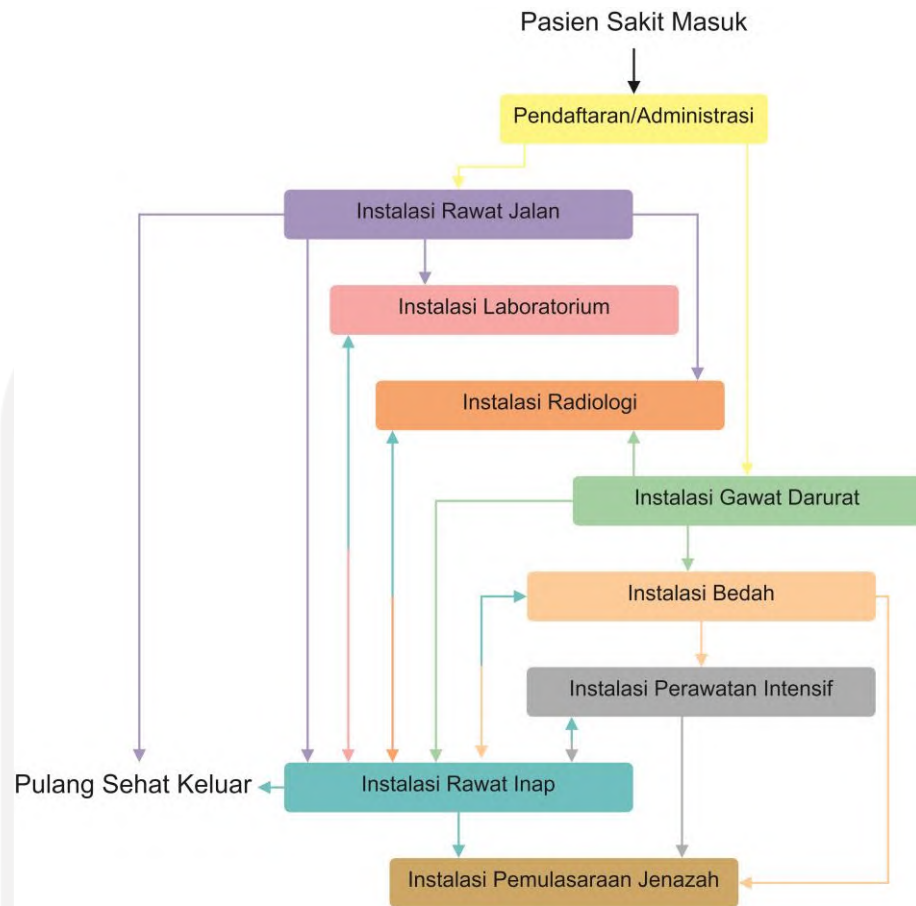 Pasien Sakit Masuk
Pendaftaran/Administrasi
Instalasi Rawat Jalan
Instalasi Laboratorium
Instalasi Radiologi
Instalasi Gawat Darurat
Instalasi Bedah
Instalasi Perawatan Intensif
Pulang Sehat Keluar
Instalasi Rawat Inap
Instalasi Pemulasaraan Jenazah